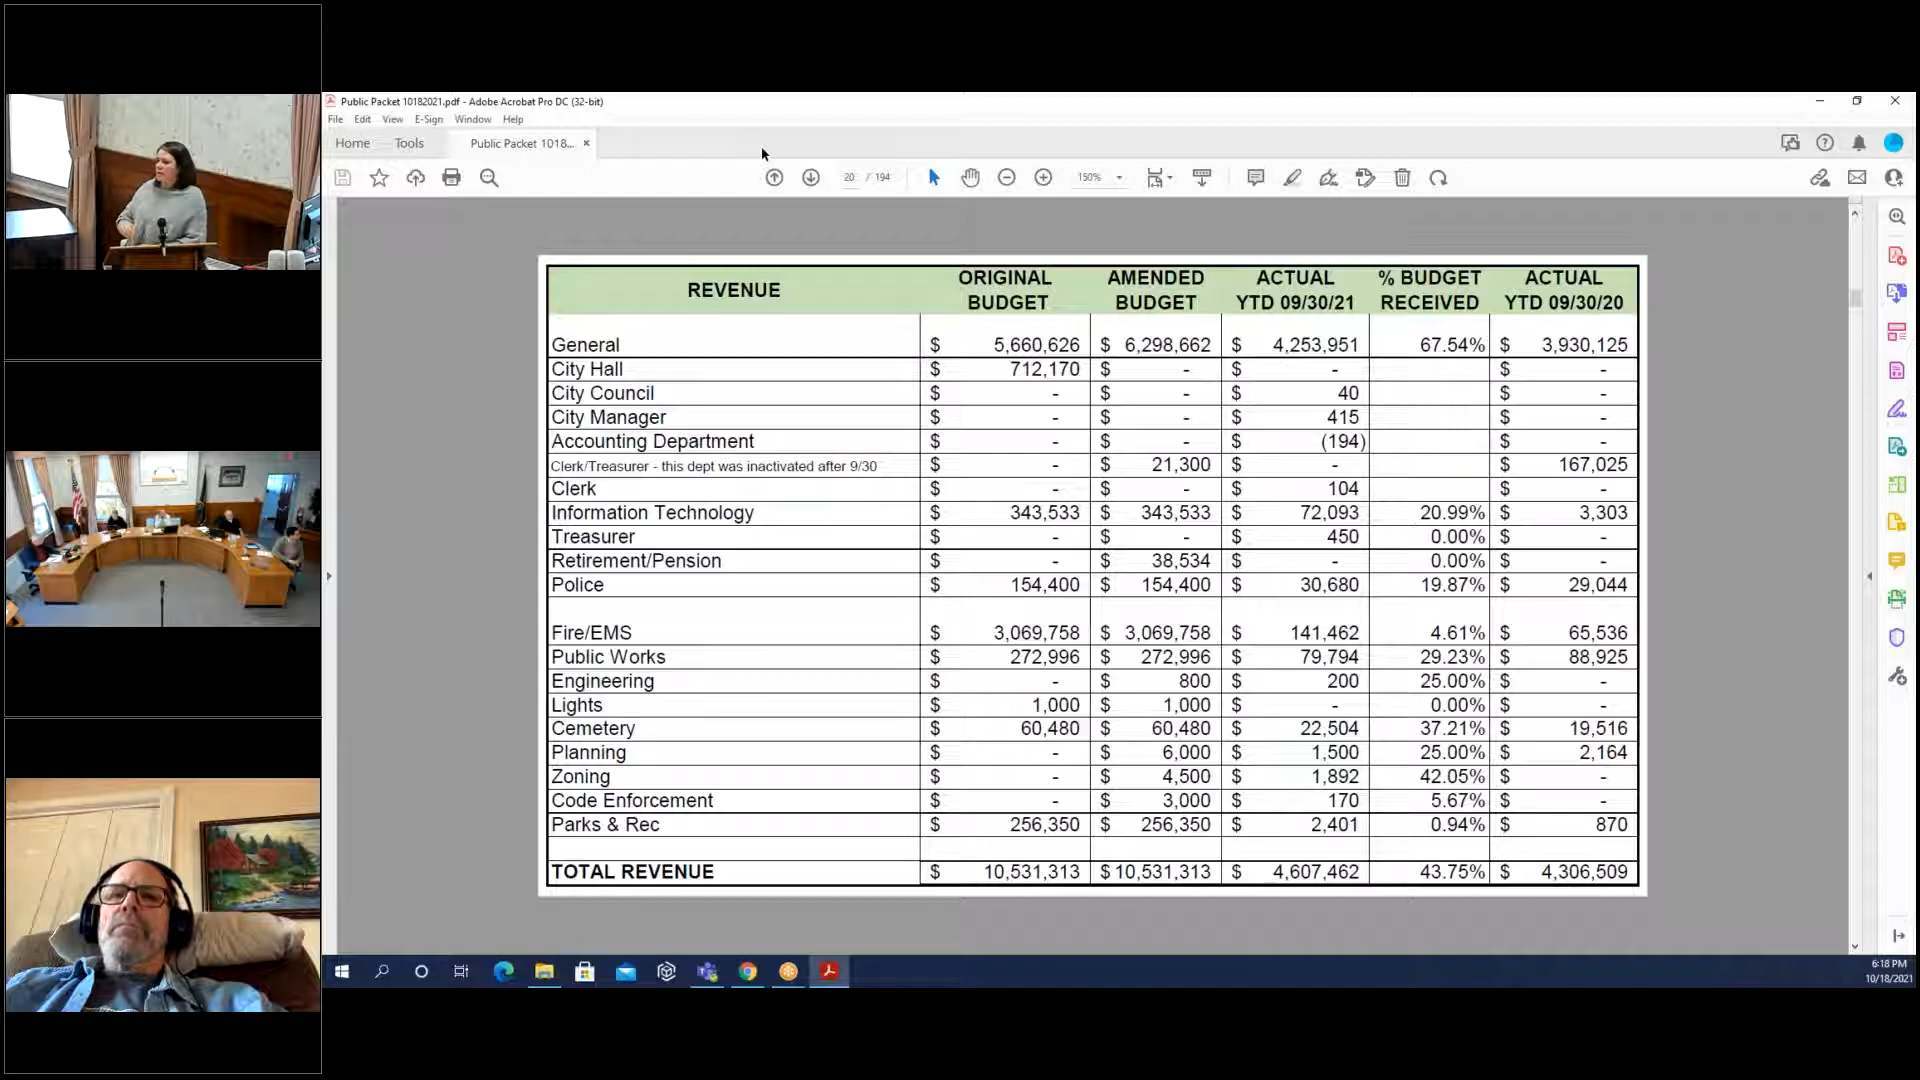 Public Packet 10182021.pdf - Adobe Acrobat Pro DC (32-bit)
File Edit View E-Sign Window Help
Home Tools Public Packet 1018... ×
20 / 194 150%
REVENUE ORIGINAL BUDGET AMENDED BUDGET ACTUAL YTD 09/30/21 % BUDGET RECEIVED ACTUAL YTD 09/30/20
General $ 5,660,626 $ 6,298,662 $ 4,253,951 67.54% $ 3,930,125
City Hall $ 712,170 $ - $ - $ -
City Council $ - $ - $ 40 $ -
City Manager $ - $ - $ 415 $ -
Accounting Department $ - $ - $ (194) $ -
Clerk/Treasurer - this dept was inactivated after 9/30 $ - $ 21,300 $ - $ 167,025
Clerk $ - $ - $ 104 $ -
Information Technology $ 343,533 $ 343,533 $ 72,093 20.99% $ 3,303
Treasurer $ - $ - $ 450 0.00% $ -
Retirement/Pension $ - $ 38,534 $ - 0.00% $ -
Police $ 154,400 $ 154,400 $ 30,680 19.87% $ 29,044
Fire/EMS $ 3,069,758 $ 3,069,758 $ 141,462 4.61% $ 65,536
Public Works $ 272,996 $ 272,996 $ 79,794 29.23% $ 88,925
Engineering $ - $ 800 $ 200 25.00% $ -
Lights $ 1,000 $ 1,000 $ - 0.00% $ -
Cemetery $ 60,480 $ 60,480 $ 22,504 37.21% $ 19,516
Planning $ - $ 6,000 $ 1,500 25.00% $ 2,164
Zoning $ - $ 4,500 $ 1,892 42.05% $ -
Code Enforcement $ - $ 3,000 $ 170 5.67% $ -
Parks & Rec $ 256,350 $ 256,350 $ 2,401 0.94% $ 870
TOTAL REVENUE $ 10,531,313 $ 10,531,313 $ 4,607,462 43.75% $ 4,306,509
6:18 PM
10/18/2021